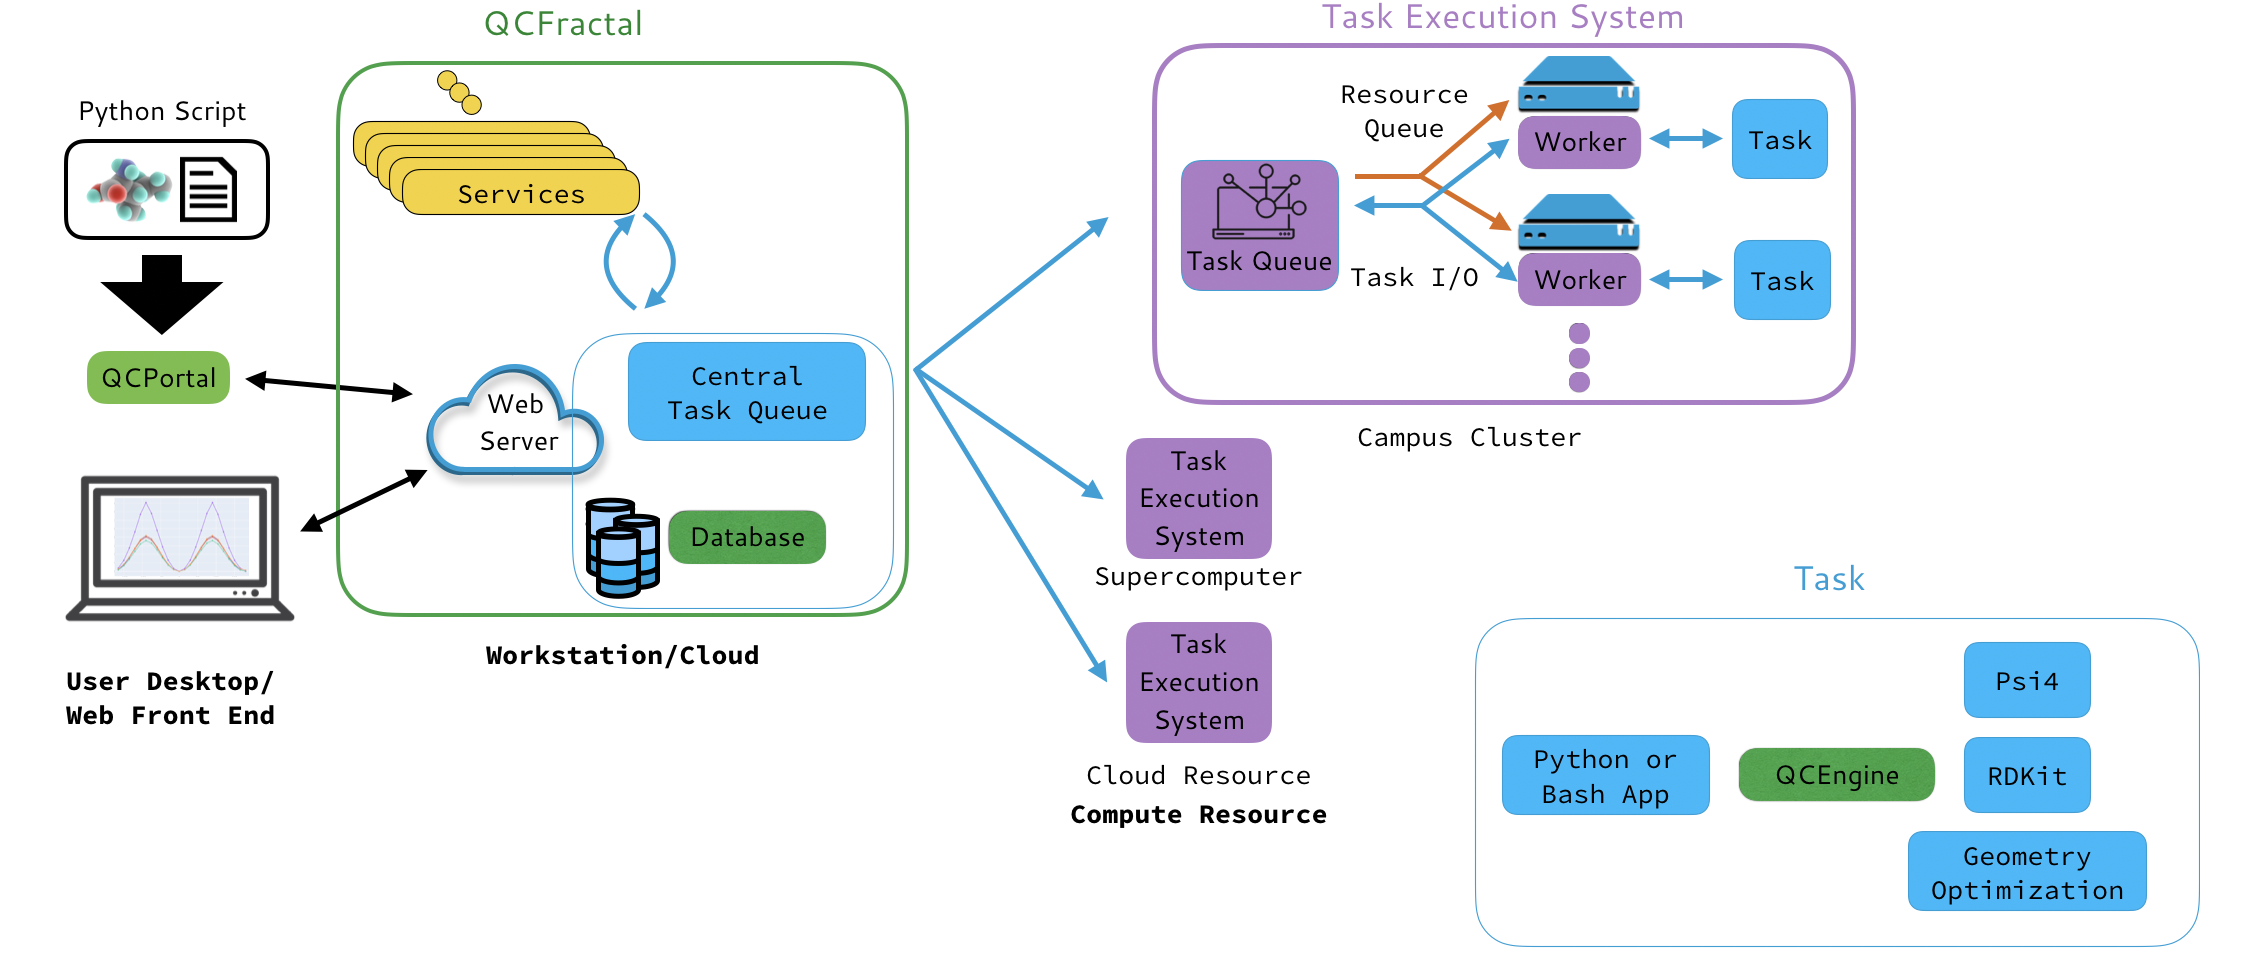 QCFractal
Task Execution System
Python Script
Services
QCPortal
Web
Server
Central
Task Queue
Database
User Desktop/
Web Front End
Workstation/Cloud
Resource
Queue
Task Queue
Task I/O
Worker
Task
Worker
Task
Campus Cluster
Task
Execution
System
Supercomputer
Task
Execution
System
Cloud Resource
Compute Resource
Task
Python or
Bash App
QCEngine
Psi4
RDKit
Geometry
Optimization